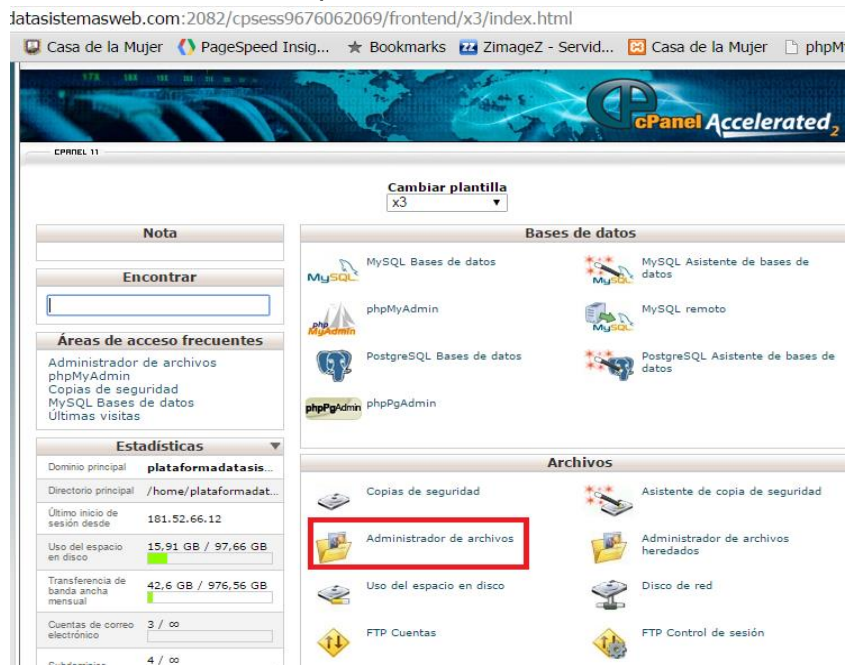 datasistemasweb.com:2082/cpsess9676062069/frontend/x3/index.html
Casa de la Mujer PageSpeed Insig... Bookmarks ZimageZ - Servid... Casa de la Mujer phpM
cPanel Accelerated2
CPANEL 11
Cambiar plantilla
x3
Nota
Encontrar
Áreas de acceso frecuentes
Administrador de archivos
phpMyAdmin
Copias de seguridad
MySQL Bases de datos
Últimas visitas
Estadísticas
Dominio principal plataformadatasis...
Directorio principal /home/plataformadat...
Último inicio de
sesión desde 181.52.66.12
Uso del espacio
en disco 15,91 GB / 97,66 GB
Transferencia de
banda ancha
mensual 42,6 GB / 976,56 GB
Cuentas de correo
electrónico 3 / ∞
Subdominios 4 / ∞
Bases de datos
MySQL MySQL Bases de datos
MySQL MySQL Asistente de bases de
datos
php MyAdmin phpMyAdmin
MySQL MySQL remoto
PostgreSQL Bases de datos
PostgreSQL Asistente de bases de
datos
phpPgAdmin phpPgAdmin
Archivos
Copias de seguridad
Asistente de copia de seguridad
Administrador de archivos
Administrador de archivos
heredados
Uso del espacio en disco
Disco de red
FTP Cuentas
FTP Control de sesión